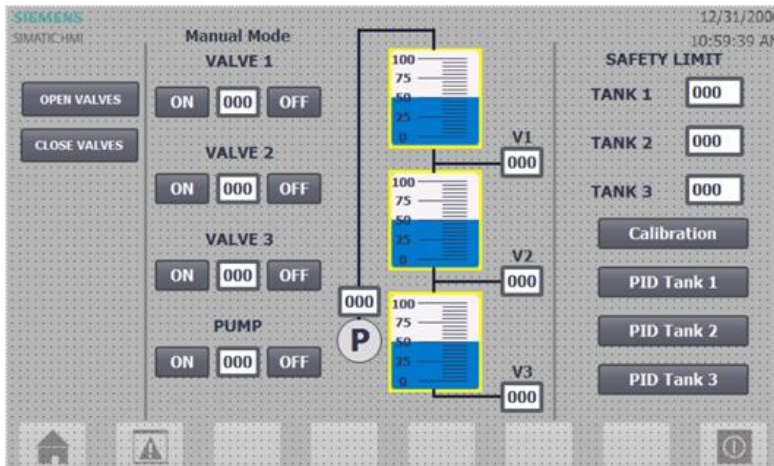 SIEMENS
SIMATIC HMI
12/31/200
10:59:39 AM
Manual Mode
OPEN VALVES
CLOSE VALVES
VALVE 1
ON 000 OFF
VALVE 2
ON 000 OFF
VALVE 3
ON 000 OFF
PUMP
ON 000 OFF
000
P
100
75
50
25
0
V1
000
100
75
50
25
0
V2
000
100
75
50
25
0
V3
000
SAFETY LIMIT
TANK 1 000
TANK 2 000
TANK 3 000
Calibration
PID Tank 1
PID Tank 2
PID Tank 3